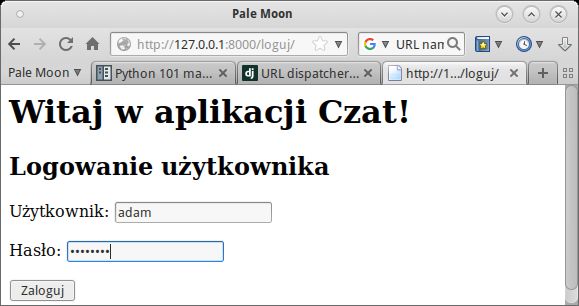 Pale Moon
http://127.0.0.1:8000/loguj/
URL nam
Pale Moon
Python 101 ma...
URL dispatcher...
http://1.../loguj/
Witaj w aplikacji Czat!
Logowanie użytkownika
Użytkownik: adam
Hasło: ••••••••
Zaloguj